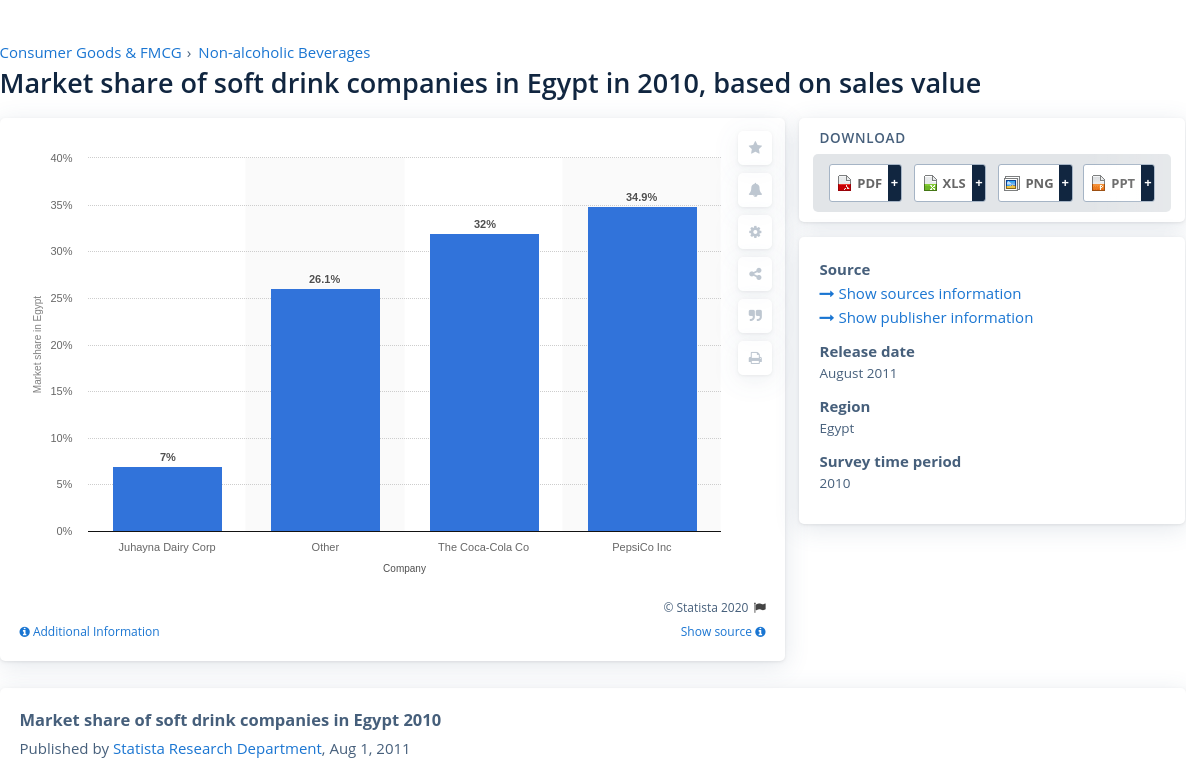 Consumer Goods & FMCG › Non-alcoholic Beverages
Market share of soft drink companies in Egypt in 2010, based on sales value
40%
35%
30%
25%
20%
15%
10%
5%
0%
Market share in Egypt
7%
26.1%
32%
34.9%
Juhayna Dairy Corp
Other
The Coca-Cola Co
PepsiCo Inc
Company
© Statista 2020
Additional Information
Show source
DOWNLOAD
PDF + XLS + PNG + PPT +
Source
Show sources information
Show publisher information
Release date
August 2011
Region
Egypt
Survey time period
2010
Market share of soft drink companies in Egypt 2010
Published by Statista Research Department, Aug 1, 2011